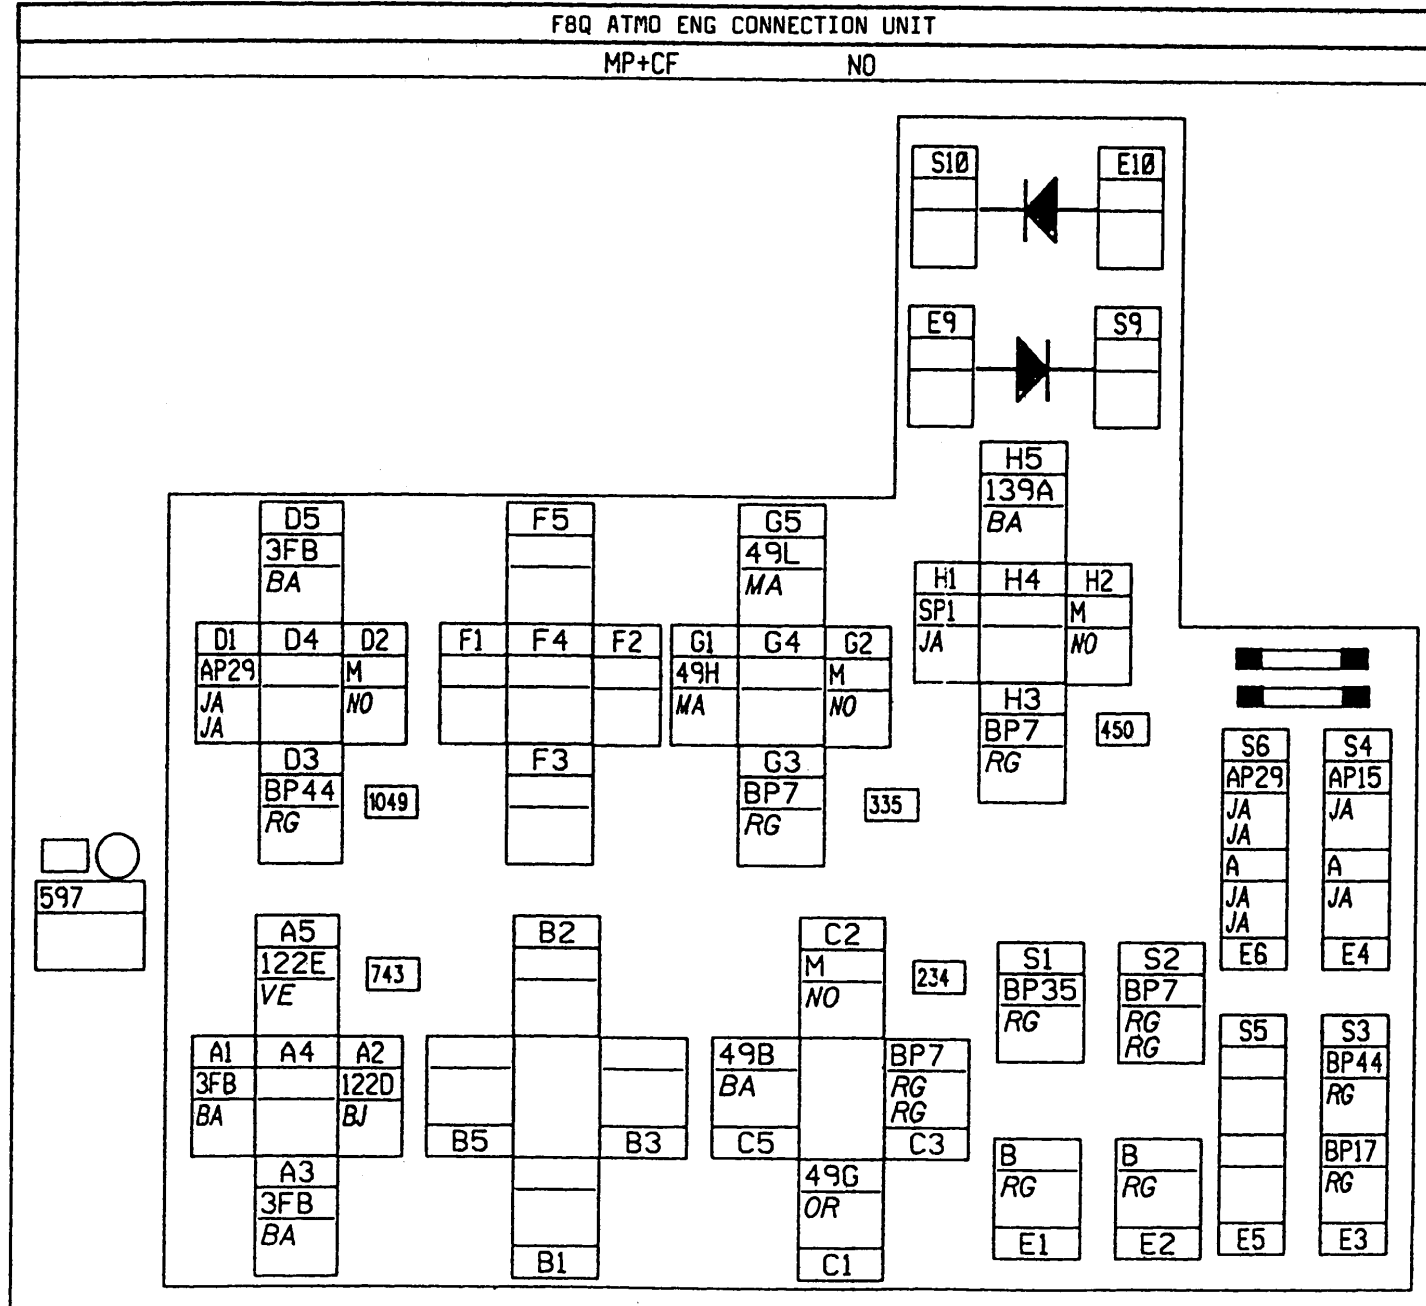 F8Q ATMO ENG CONNECTION UNIT
MP+CF NO
S10 E10
E9 S9
H5
139A
BA
H1 H4 H2
SP1 M
JA NO
H3
BP7
RG
450
D5
3FB
BA
D1 D4 D2
AP29 M
JA NO
JA
D3
BP44
RG
1049
F5
F1 F4 F2
F3
G5
49L
MA
G1 G4 G2
49H M
MA NO
G3
BP7
RG
335
597
A5
122E
VE
743
A1 A4 A2
3FB 122D
BA BJ
A3
3FB
BA
B2
B5 B3
B1
C2
M
NO
234
49B BP7
BA RG
RG
C5 C3
49G
OR
C1
S1
BP35
RG
B
RG
E1
S2
BP7
RG
RG
B
RG
E2
S6
AP29
JA
JA
A
JA
JA
E6
S4
AP15
JA
A
JA
E4
S5
E5
S3
BP44
RG
BP17
RG
E3